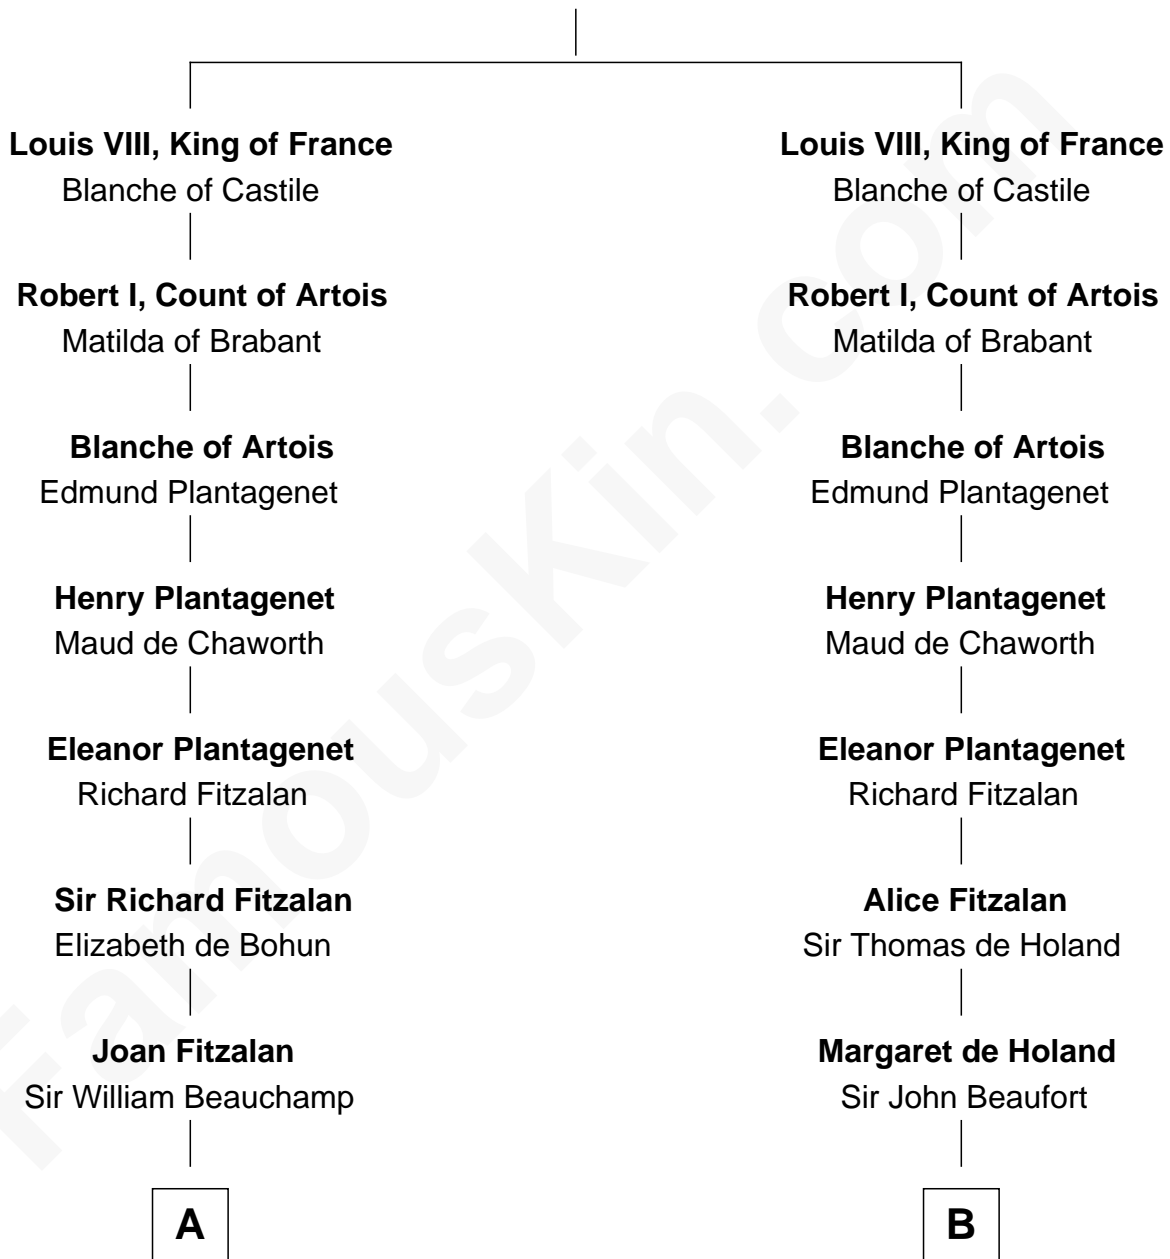 Louis VIII, King of France
Blanche of Castile
Louis VIII, King of France
Blanche of Castile
Robert I, Count of Artois
Matilda of Brabant
Robert I, Count of Artois
Matilda of Brabant
Blanche of Artois
Edmund Plantagenet
Blanche of Artois
Edmund Plantagenet
Henry Plantagenet
Maud de Chaworth
Henry Plantagenet
Maud de Chaworth
Eleanor Plantagenet
Richard Fitzalan
Eleanor Plantagenet
Richard Fitzalan
Sir Richard Fitzalan
Elizabeth de Bohun
Alice Fitzalan
Sir Thomas de Holand
Joan Fitzalan
Sir William Beauchamp
Margaret de Holand
Sir John Beaufort
A
B
FamousKin.com